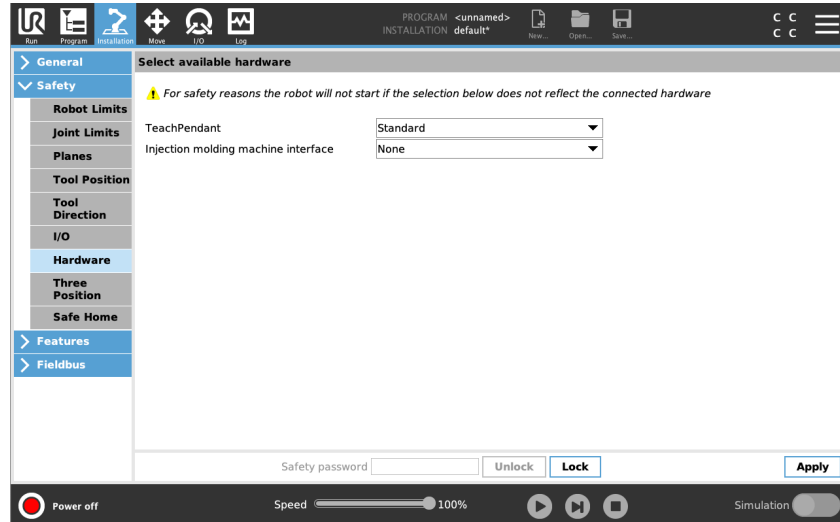 UR
Run
Program
Installation
Move
I/O
Log
PROGRAM <unnamed>
INSTALLATION default*
New...
Open...
Save...
C C
C C
General
Safety
Robot Limits
Joint Limits
Planes
Tool Position
Tool
Direction
I/O
Hardware
Three
Position
Safe Home
Features
Fieldbus
Select available hardware
For safety reasons the robot will not start if the selection below does not reflect the connected hardware
TeachPendant Standard
Injection molding machine interface None
Safety password Unlock Lock Apply
Power off Speed 100% Simulation